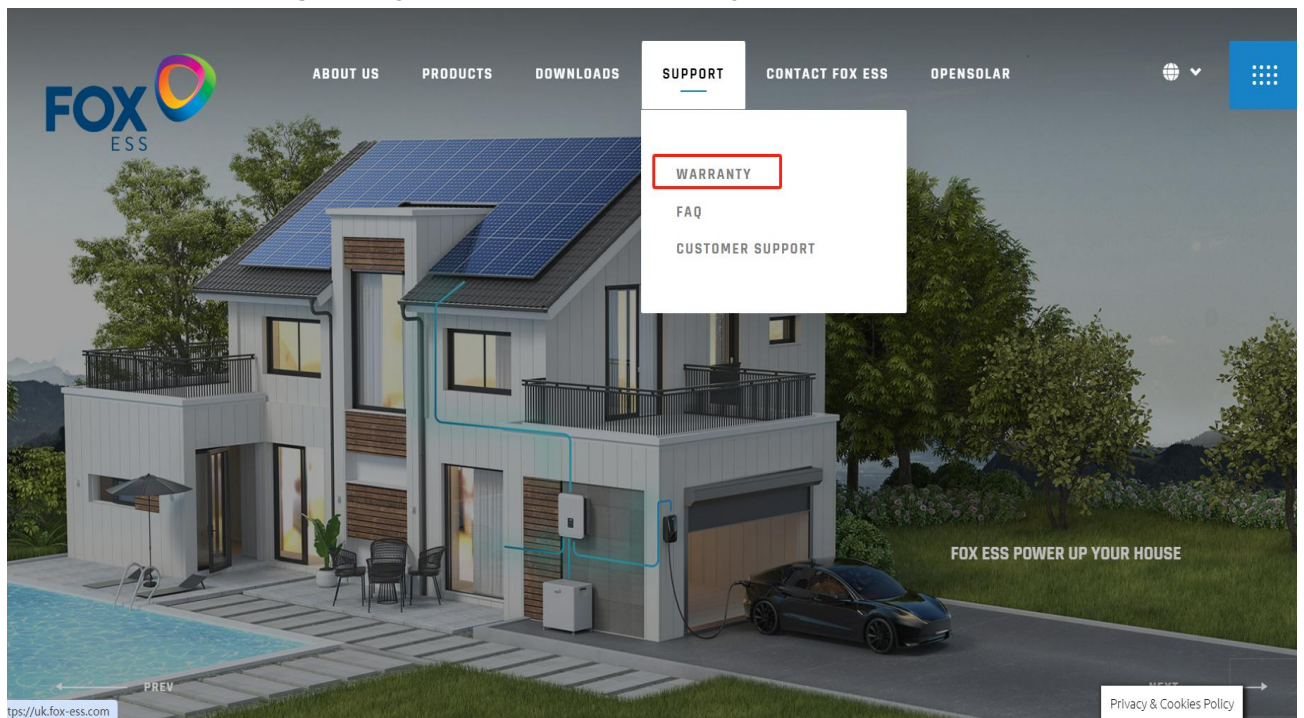 ABOUT US PRODUCTS DOWNLOADS SUPPORT CONTACT FOX ESS OPENSOLAR
FOX
ESS
WARRANTY
FAQ
CUSTOMER SUPPORT
FOX ESS POWER UP YOUR HOUSE
PREV
NEXT
Privacy & Cookies Policy
tps://uk.fox-ess.com